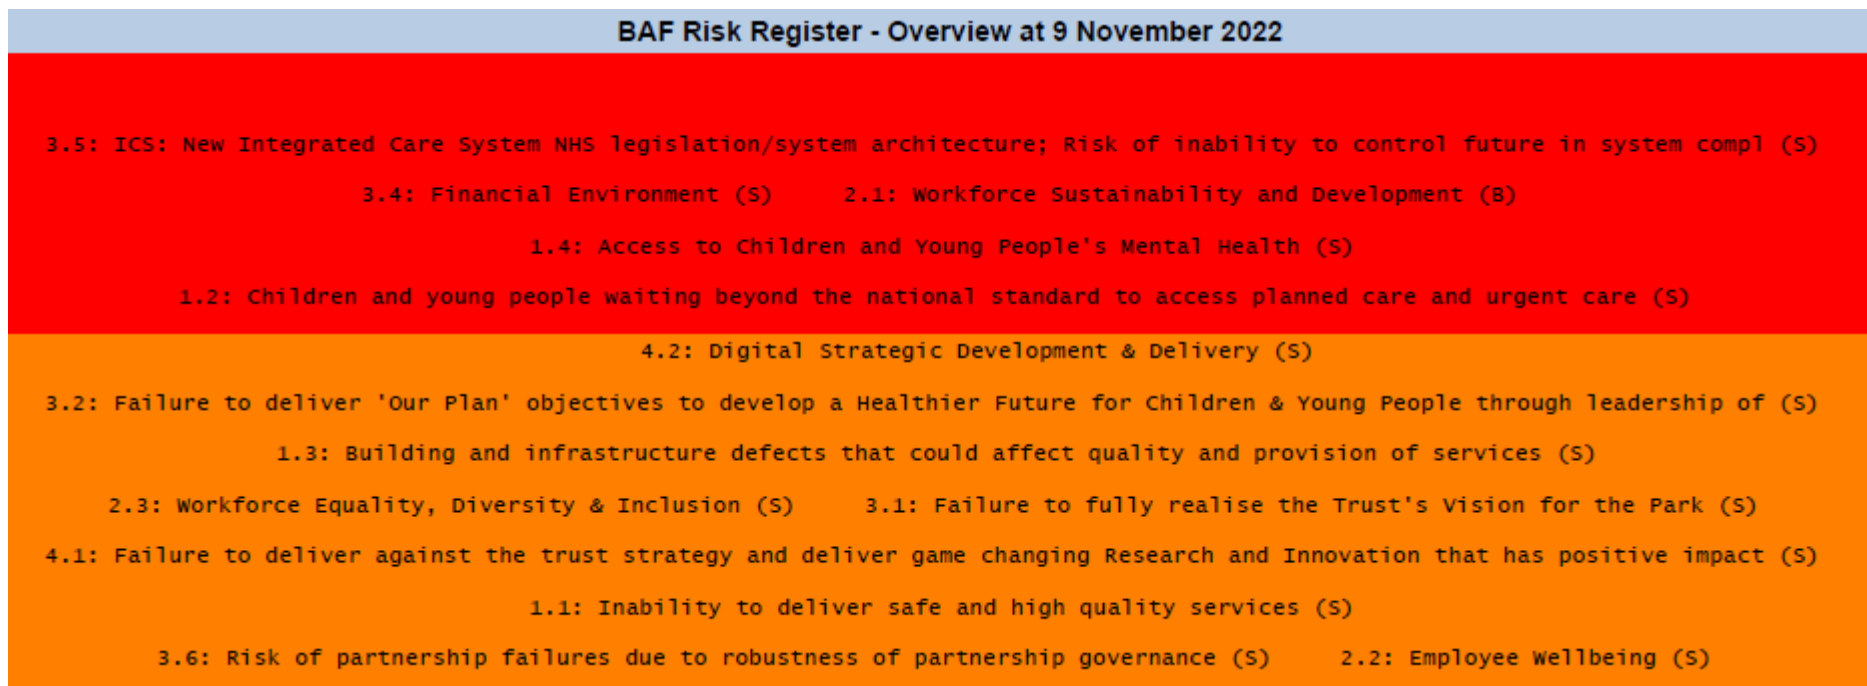 BAF Risk Register - Overview at 9 November 2022
3.5: ICS: New Integrated Care System NHS legislation/system architecture; Risk of inability to control future in system compl (S)
3.4: Financial Environment (S) 2.1: Workforce Sustainability and Development (B)
1.4: Access to Children and Young People's Mental Health (S)
1.2: Children and young people waiting beyond the national standard to access planned care and urgent care (S)
4.2: Digital Strategic Development & Delivery (S)
3.2: Failure to deliver 'Our Plan' objectives to develop a Healthier Future for Children & Young People through leadership of (S)
1.3: Building and infrastructure defects that could affect quality and provision of services (S)
2.3: Workforce Equality, Diversity & Inclusion (S) 3.1: Failure to fully realise the Trust's Vision for the Park (S)
4.1: Failure to deliver against the trust strategy and deliver game changing Research and Innovation that has positive impact (S)
1.1: Inability to deliver safe and high quality services (S)
3.6: Risk of partnership failures due to robustness of partnership governance (S) 2.2: Employee Wellbeing (S)